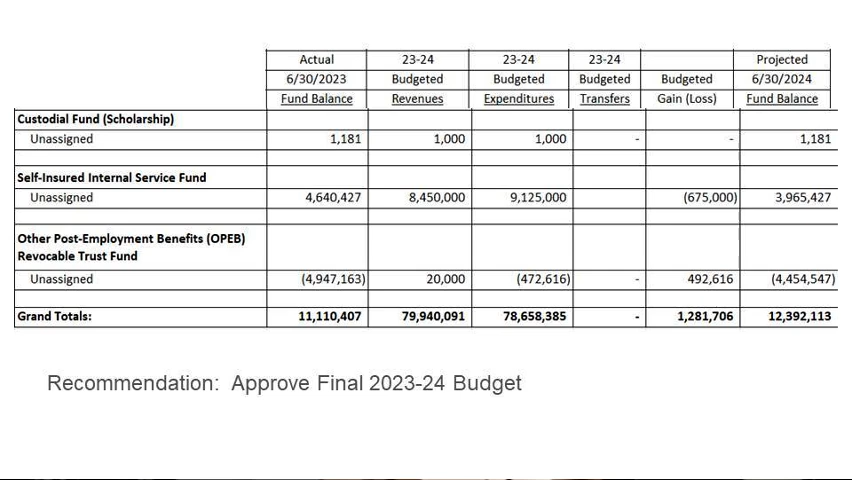 Actual 23-24 23-24 23-24 Projected
6/30/2023 Budgeted Budgeted Budgeted Budgeted 6/30/2024
Fund Balance Revenues Expenditures Transfers Gain (Loss) Fund Balance
Custodial Fund (Scholarship)
Unassigned 1,181 1,000 1,000 - - 1,181
Self-Insured Internal Service Fund
Unassigned 4,640,427 8,450,000 9,125,000 (675,000) 3,965,427
Other Post-Employment Benefits (OPEB)
Revocable Trust Fund
Unassigned (4,947,163) 20,000 (472,616) - 492,616 (4,454,547)
Grand Totals: 11,110,407 79,940,091 78,658,385 - 1,281,706 12,392,113
Recommendation: Approve Final 2023-24 Budget